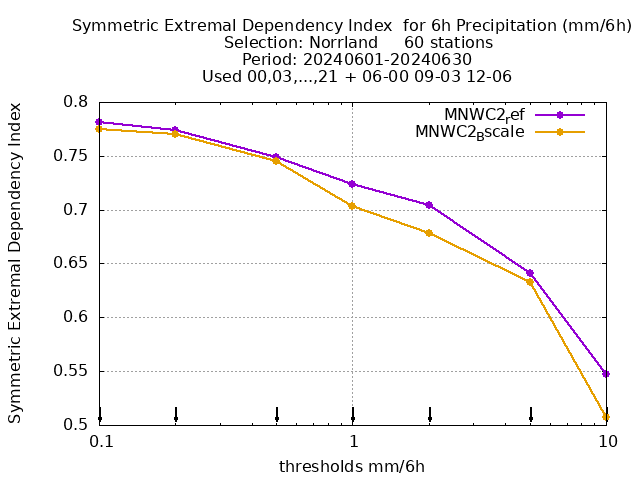 Symmetric Extremal Dependency Index for 6h Precipitation (mm/6h)
Selection: Norrland 60 stations
Period: 20240601-20240630
Used 00,03,...,21 + 06-00 09-03 12-06
MNWC2ref
MNWC2Bscale
Symmetric Extremal Dependency Index
0.8
0.75
0.7
0.65
0.6
0.55
0.5
0.1 1 10
thresholds mm/6h